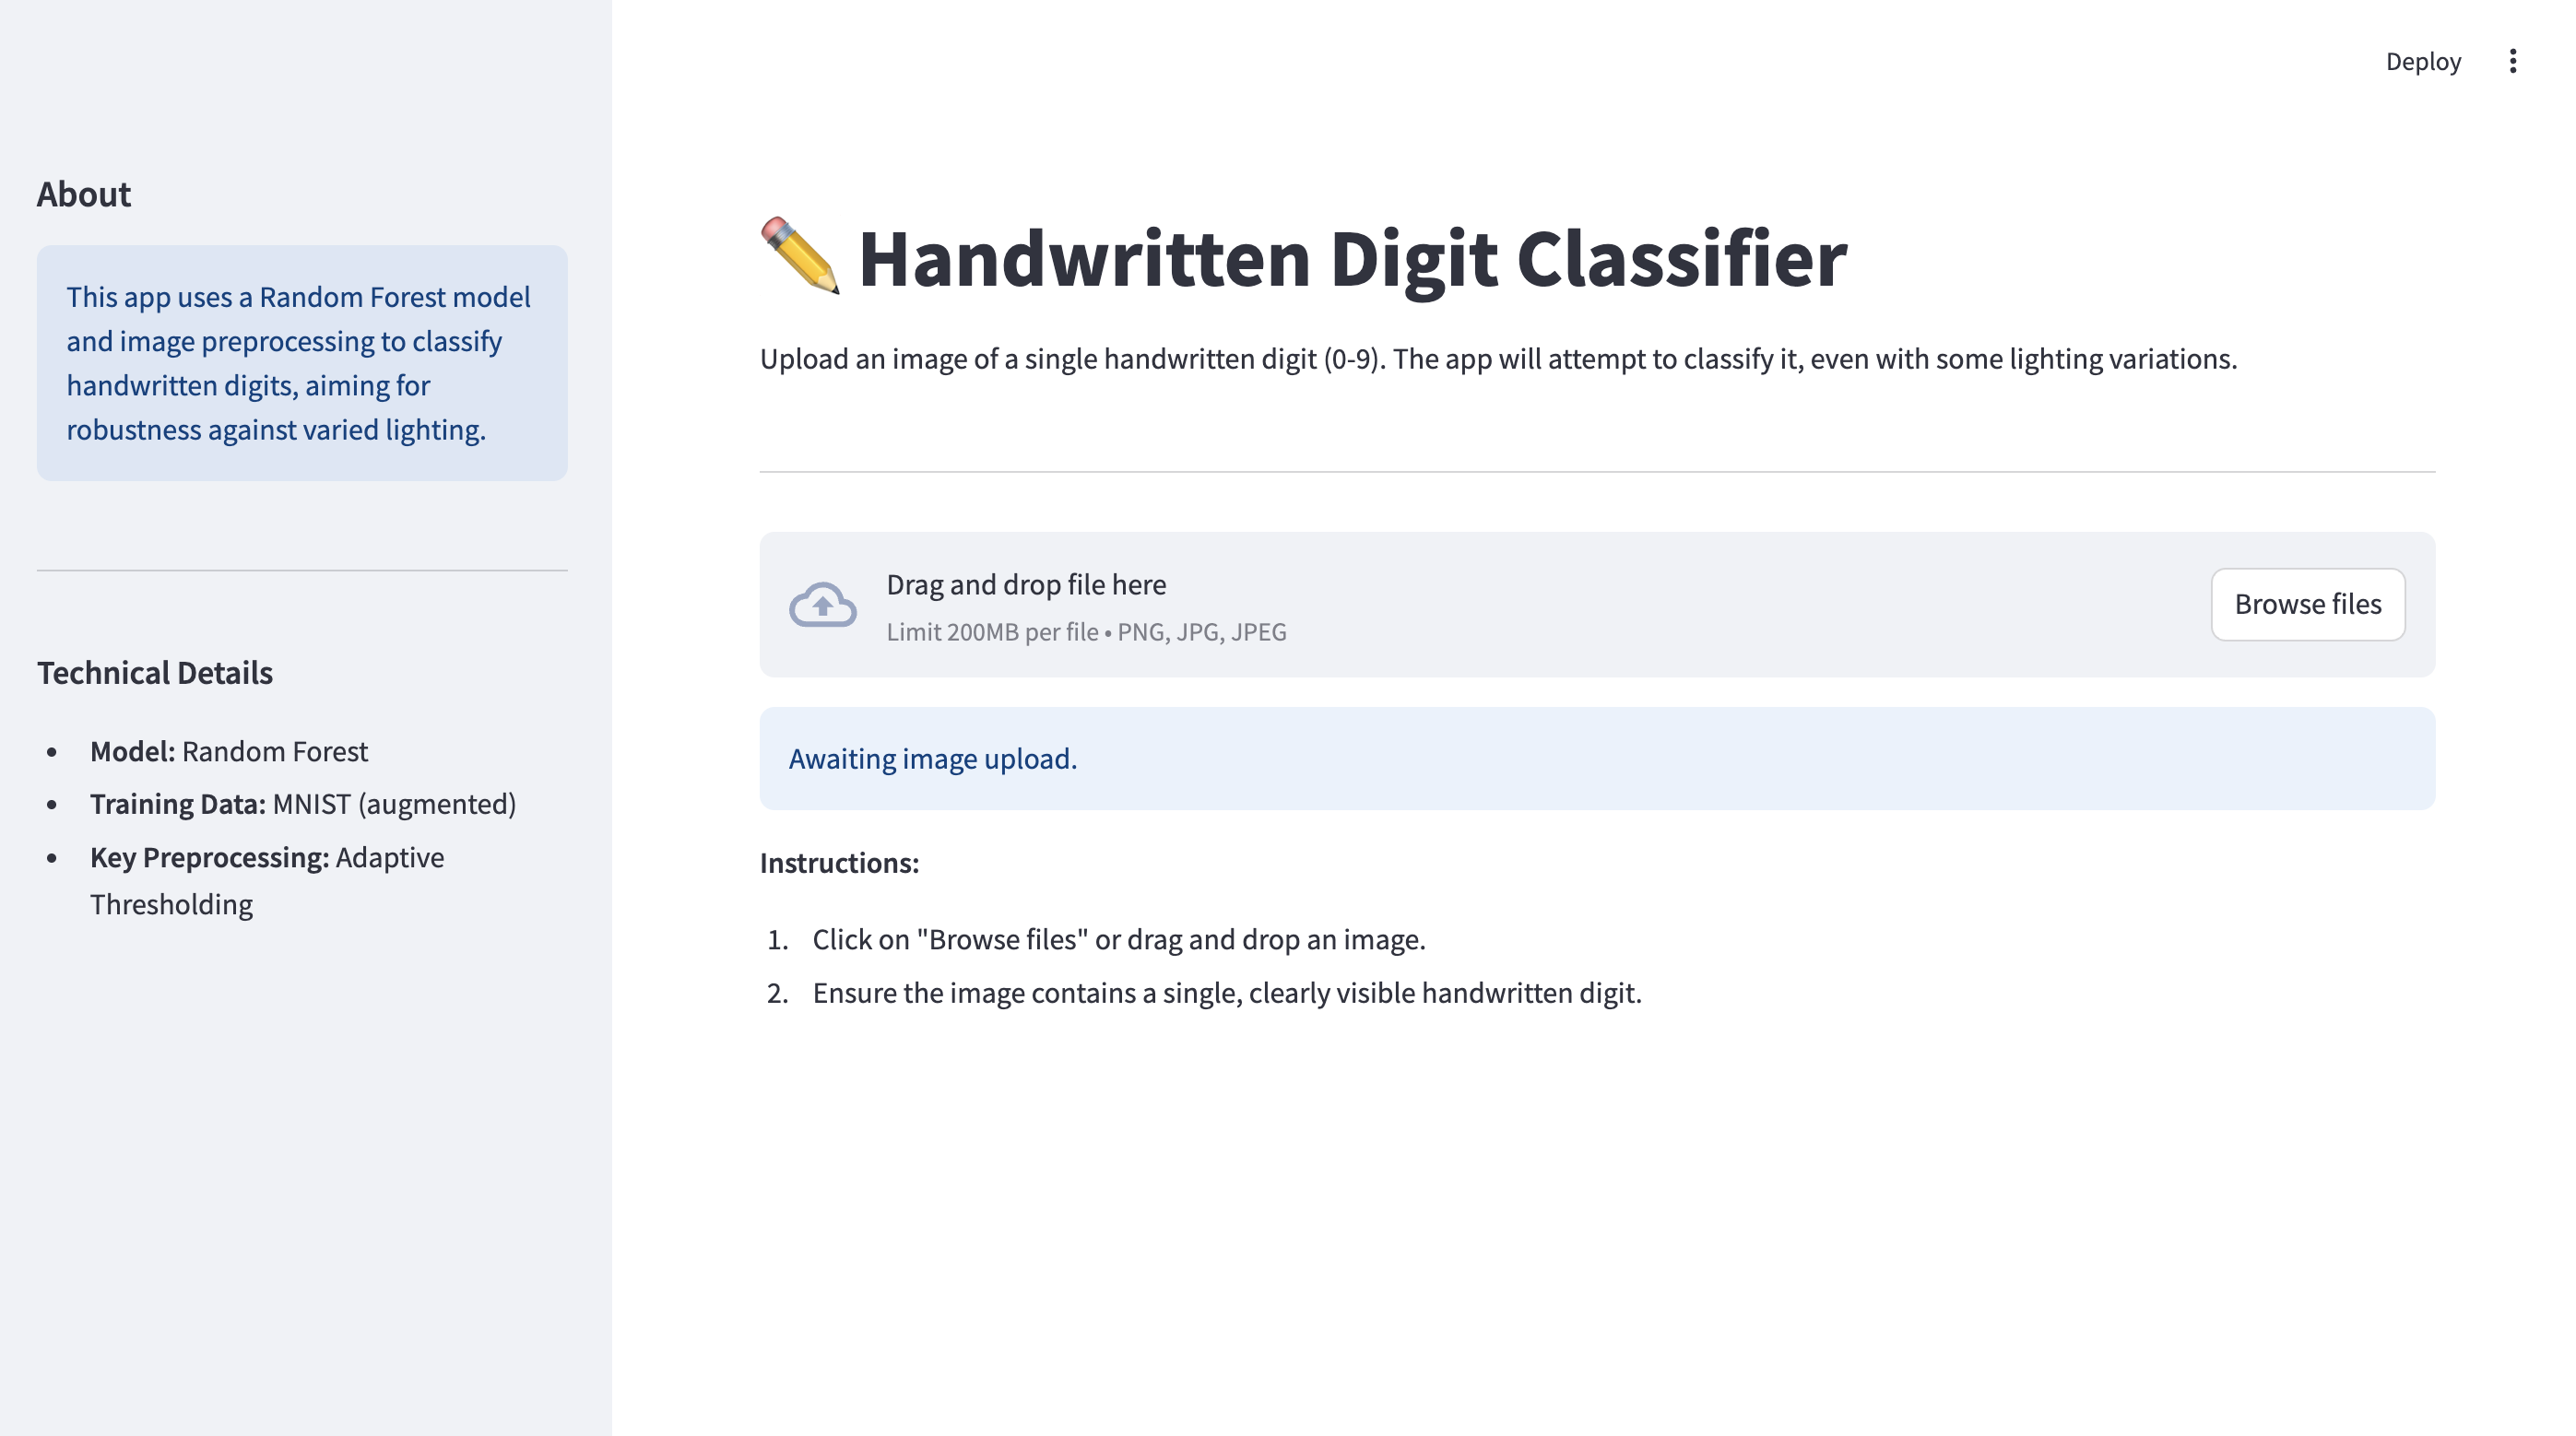 Deploy
About
This app uses a Random Forest model
and image preprocessing to classify
handwritten digits, aiming for
robustness against varied lighting.
Technical Details
• Model: Random Forest
• Training Data: MNIST (augmented)
• Key Preprocessing: Adaptive
Thresholding
Handwritten Digit Classifier
Upload an image of a single handwritten digit (0-9). The app will attempt to classify it, even with some lighting variations.
Drag and drop file here
Limit 200MB per file • PNG, JPG, JPEG
Browse files
Awaiting image upload.
Instructions:
1. Click on "Browse files" or drag and drop an image.
2. Ensure the image contains a single, clearly visible handwritten digit.